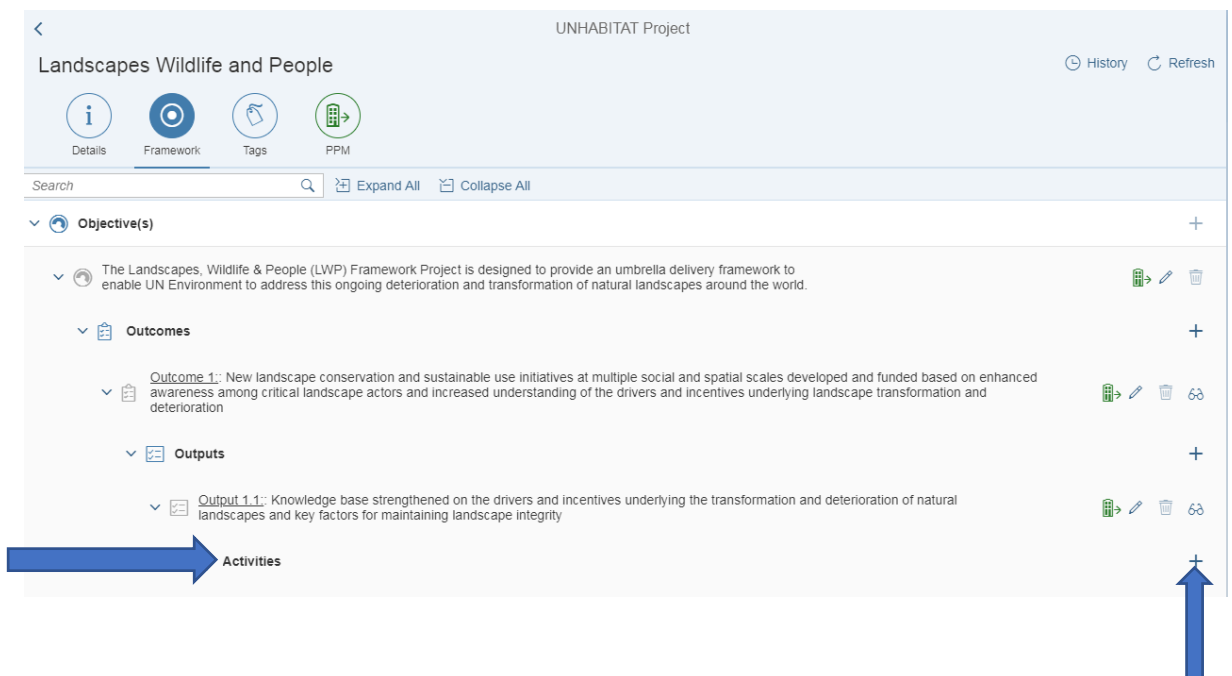 UNHABITAT Project
Landscapes Wildlife and People
History Refresh
Details Framework Tags PPM
Search Expand All Collapse All
Objective(s)
The Landscapes, Wildlife & People (LWP) Framework Project is designed to provide an umbrella delivery framework to
enable UN Environment to address this ongoing deterioration and transformation of natural landscapes around the world.
Outcomes
Outcome 1:: New landscape conservation and sustainable use initiatives at multiple social and spatial scales developed and funded based on enhanced
awareness among critical landscape actors and increased understanding of the drivers and incentives underlying landscape transformation and
deterioration
Outputs
Output 1.1:: Knowledge base strengthened on the drivers and incentives underlying the transformation and deterioration of natural
landscapes and key factors for maintaining landscape integrity
Activities